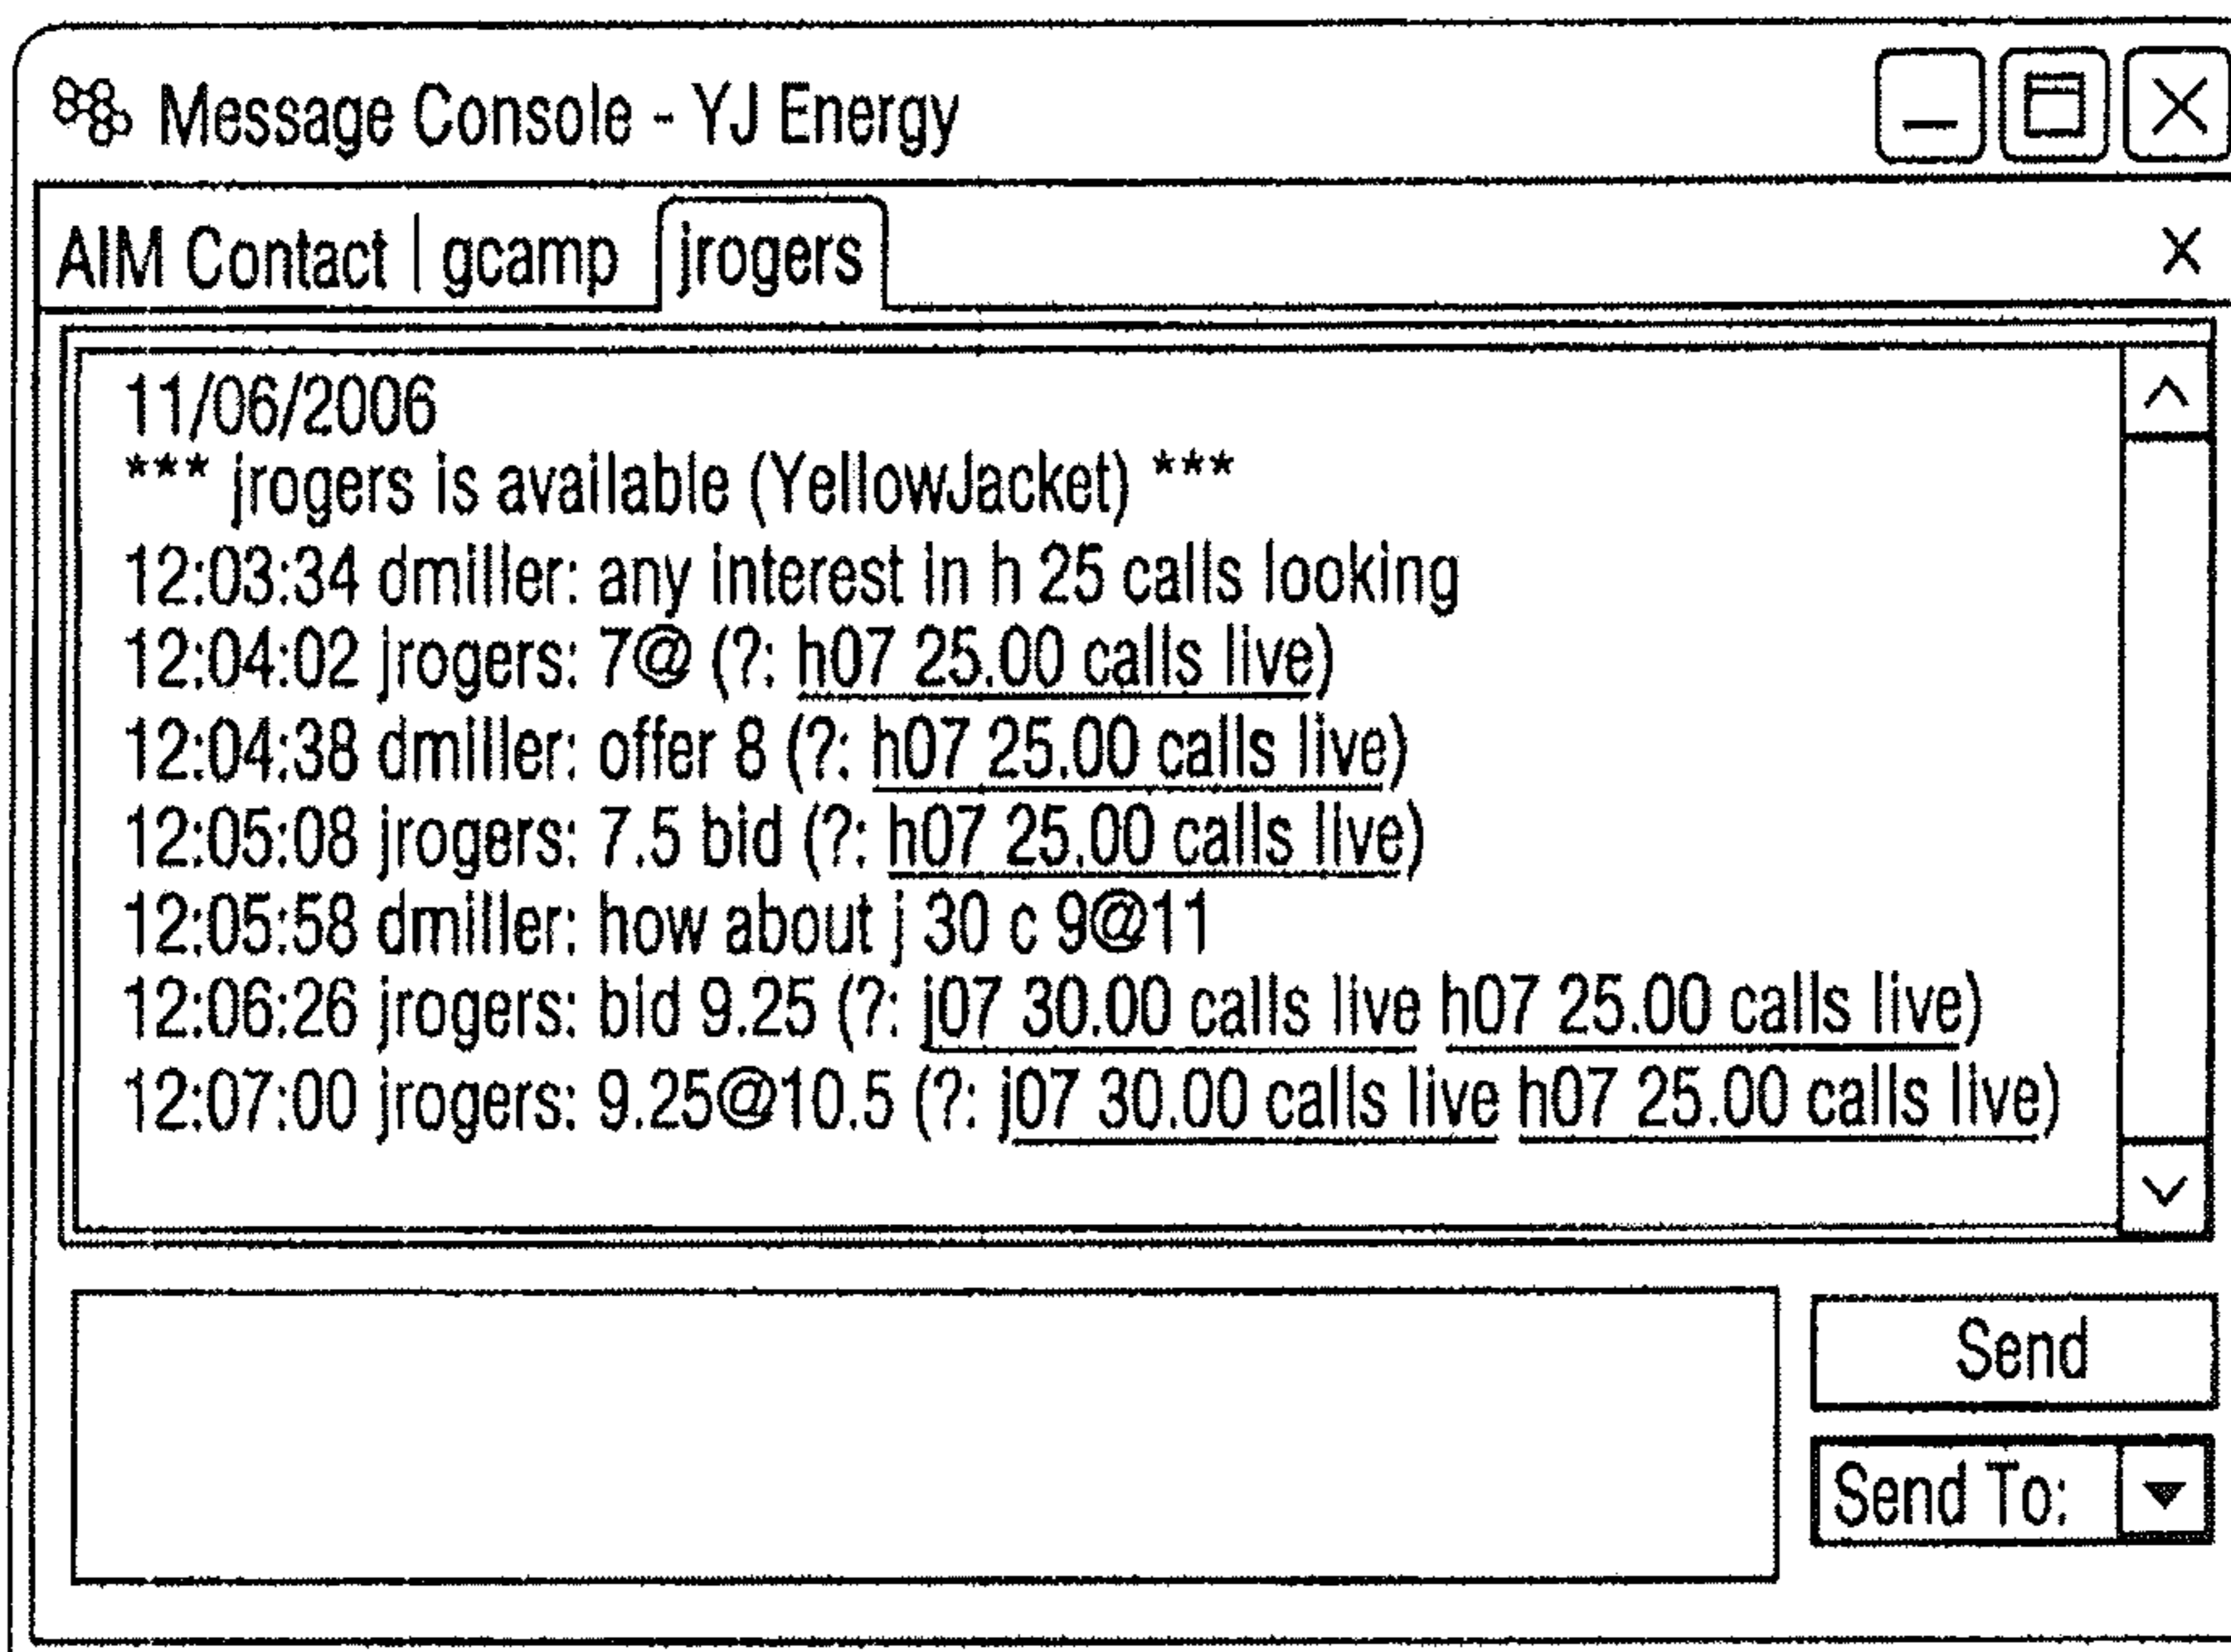 Message Console - YJ Energy
AIM Contact | gcamp jrogers X
11/06/2006
*** jrogers is available (YellowJacket) ***
12:03:34 dmiller: any interest in h 25 calls looking
12:04:02 jrogers: 7@ (?: h07 25.00 calls live)
12:04:38 dmiller: offer 8 (?: h07 25.00 calls live)
12:05:08 jrogers: 7.5 bid (?: h07 25.00 calls live)
12:05:58 dmiller: how about j 30 c 9@11
12:06:26 jrogers: bid 9.25 (?: j07 30.00 calls live h07 25.00 calls live)
12:07:00 jrogers: 9.25@10.5 (?: j07 30.00 calls live h07 25.00 calls live)
Send
Send To: